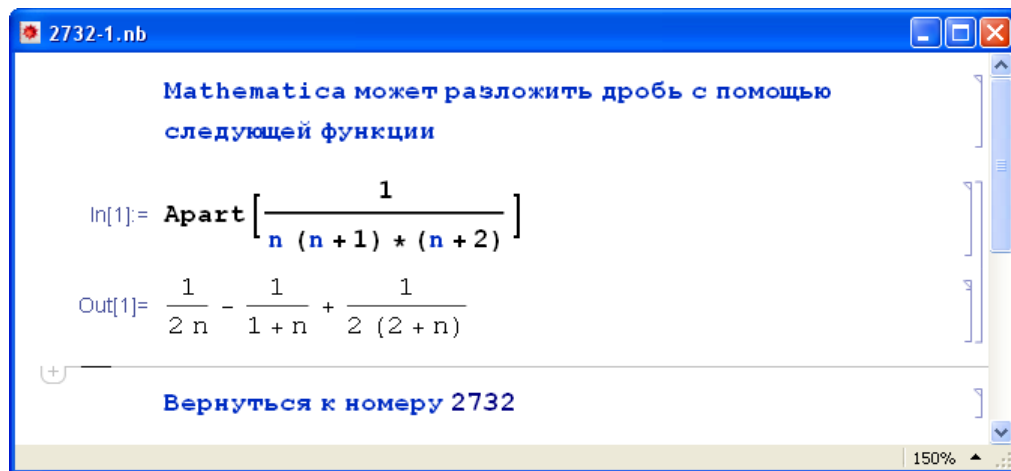 2732-1.nb
Mathematica может разложить дробь с помощью
следующей функции
In[1]:= Apart[1/(n (n + 1) * (n + 2))]
Out[1]= 1/(2 n) - 1/(1 + n) + 1/(2 (2 + n))
Вернуться к номеру 2732
150%